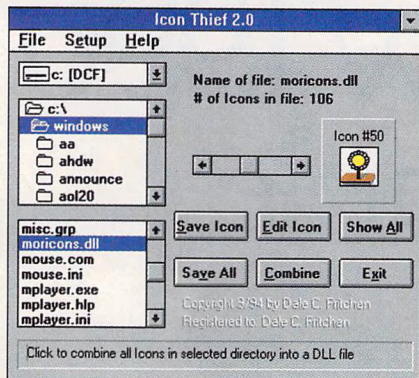 Icon Thief 2.0
File Setup Help
c: [DCF]
Name of file: moricons.dll
# of Icons in file: 106
c:\
windows
aa
ahdw
announce
aol20
Icon #50
misc.grp
moricons.dll
mouse.com
mouse.ini
mplayer.exe
mplayer.hlp
mplayer.ini
Save Icon
Edit Icon
Show All
Save All
Combine
Exit
Copyright 9/94 by Dale C. Fritchen
Registered to: Dale C. Fritchen
Click to combine all Icons in selected directory into a DLL file